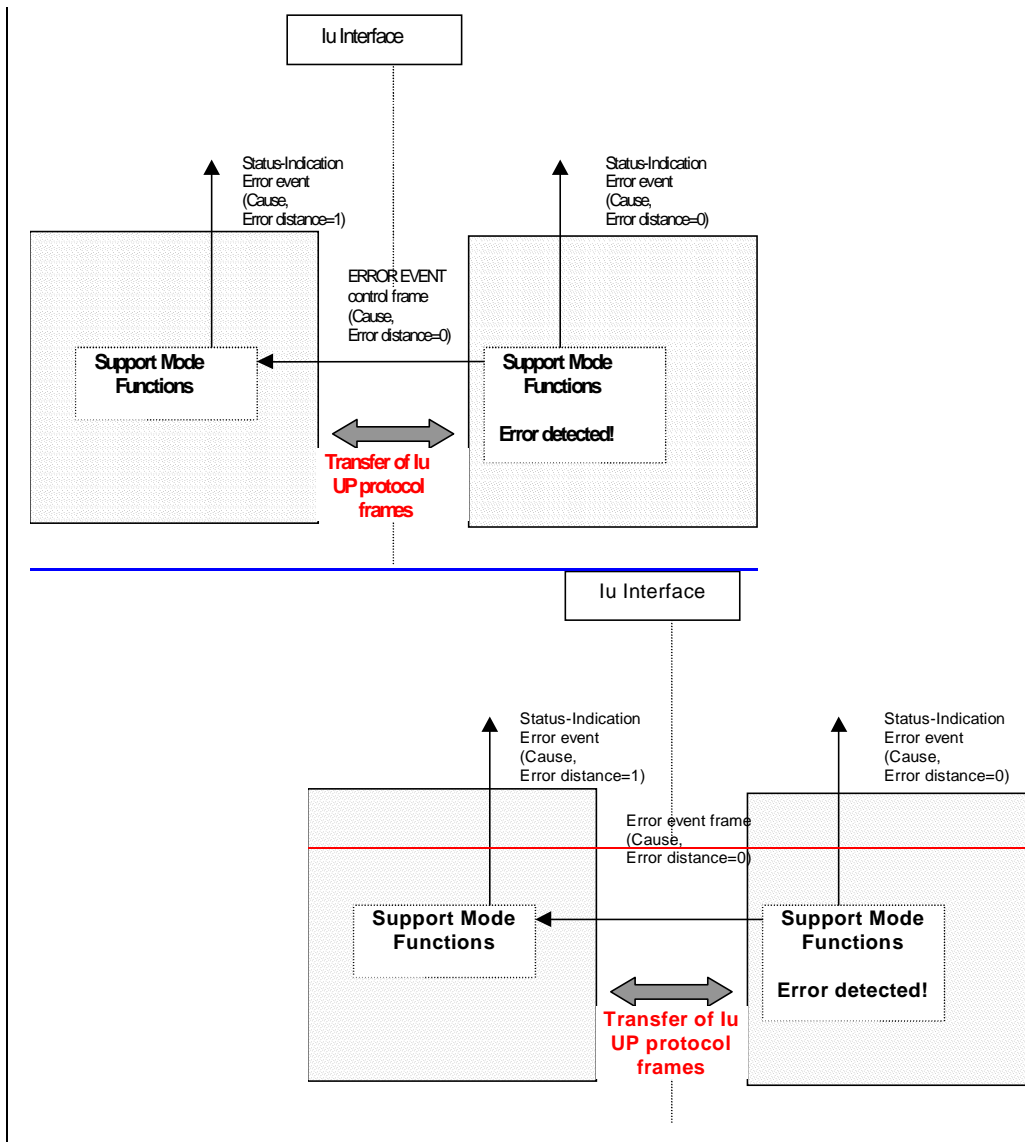 Iu Interface
Status-Indication
Error event
(Cause,
Error distance=1)
Status-Indication
Error event
(Cause,
Error distance=0)
ERROR EVENT
control frame
(Cause,
Error distance=0)
Support Mode
Functions
Support Mode
Functions
Error detected!
Transfer of Iu
UP protocol
frames
Iu Interface
Status-Indication
Error event
(Cause,
Error distance=1)
Status-Indication
Error event
(Cause,
Error distance=0)
Error event frame
(Cause,
Error distance=0)
Support Mode
Functions
Support Mode
Functions
Error detected!
Transfer of Iu
UP protocol
frames